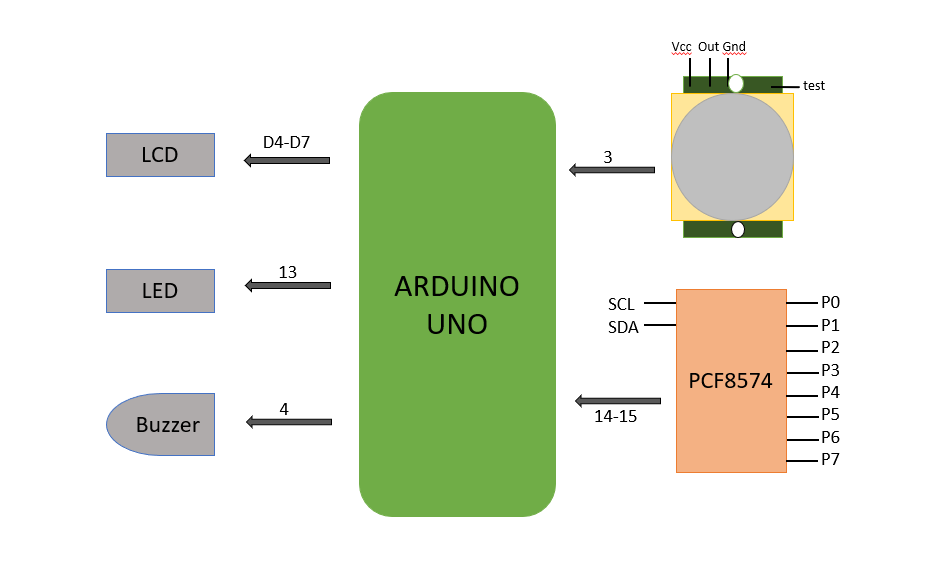 Vcc Out Gnd
test
LCD
D4-D7
3
LED
13
ARDUINO
UNO
SCL
SDA
PCF8574
P0
P1
P2
P3
P4
P5
P6
P7
Buzzer
4
14-15